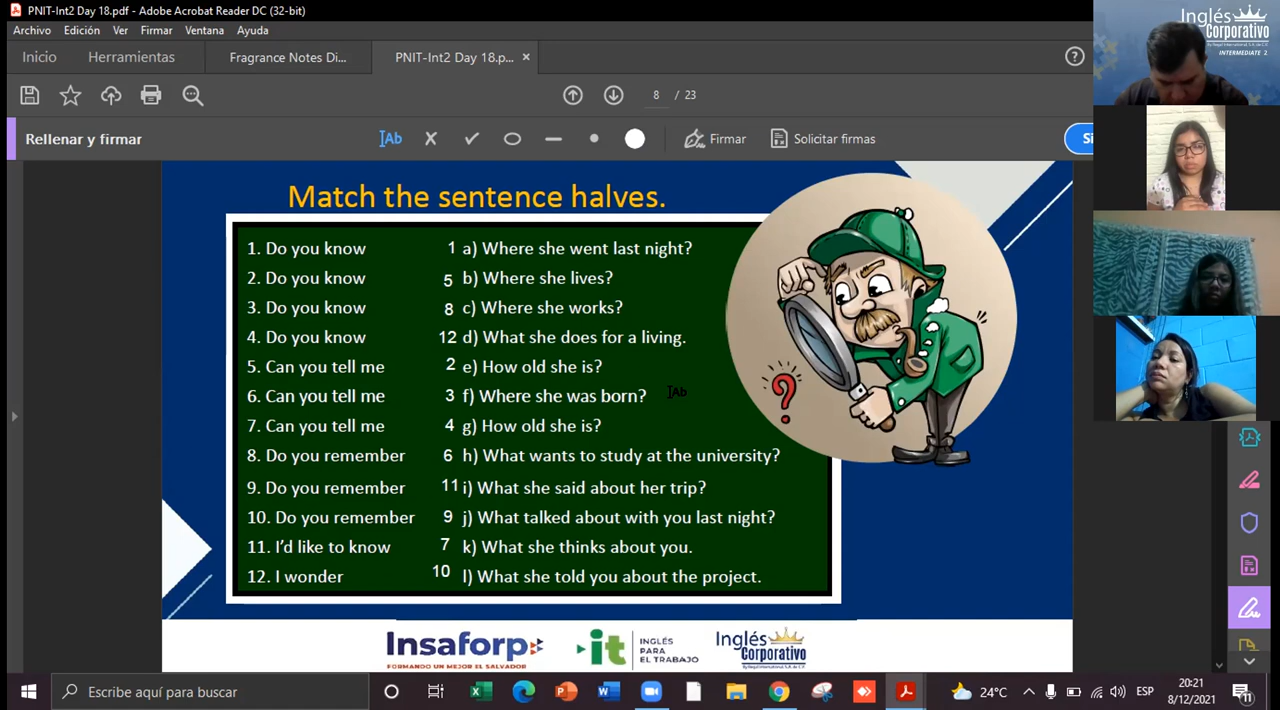 PNIT-Int2 Day 18.pdf - Adobe Acrobat Reader DC (32-bit)
Archivo Edición Ver Firmar Ventana Ayuda
Inicio Herramientas Fragrance Notes Di... PNIT-Int2 Day 18.p... ×
8 / 23
Rellenar y firmar Ab Firmar Solicitar firmas Si
Match the sentence halves.
1. Do you know 1 a) Where she went last night?
2. Do you know 5 b) Where she lives?
3. Do you know 8 c) Where she works?
4. Do you know 12 d) What she does for a living.
5. Can you tell me 2 e) How old she is?
6. Can you tell me 3 f) Where she was born? Ab
7. Can you tell me 4 g) How old she is?
8. Do you remember 6 h) What wants to study at the university?
9. Do you remember 11 i) What she said about her trip?
10. Do you remember 9 j) What talked about with you last night?
11. I'd like to know 7 k) What she thinks about you.
12. I wonder 10 l) What she told you about the project.
?
Insaforp
FORMANDO UN MEJOR EL SALVADOR
it INGLÉS PARA EL TRABAJO
Inglés Corporativo
Inglés Corporativo
INTERMEDIATE 2
Escribe aquí para buscar
24°C ESP 20:21
8/12/2021
11